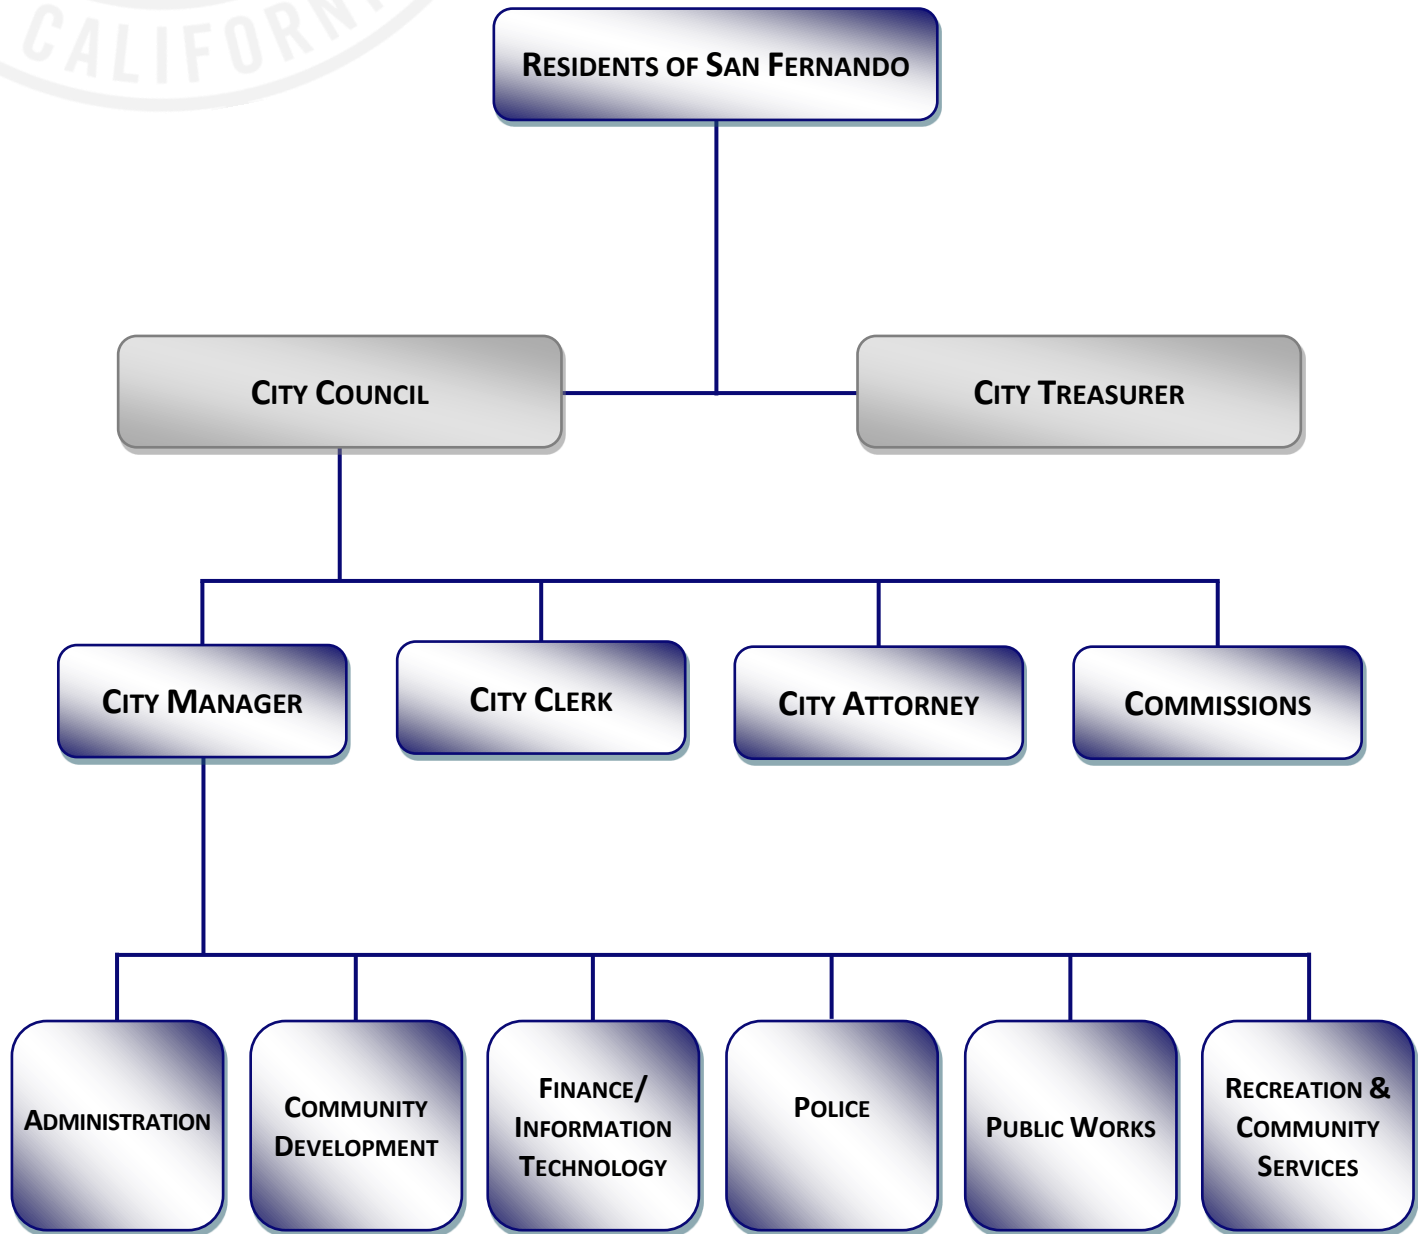 CALIFORNI
RESIDENTS OF SAN FERNANDO
CITY COUNCIL
CITY TREASURER
CITY MANAGER
CITY CLERK
CITY ATTORNEY
COMMISSIONS
ADMINISTRATION
COMMUNITY
DEVELOPMENT
FINANCE/
INFORMATION
TECHNOLOGY
POLICE
PUBLIC WORKS
RECREATION &
COMMUNITY
SERVICES